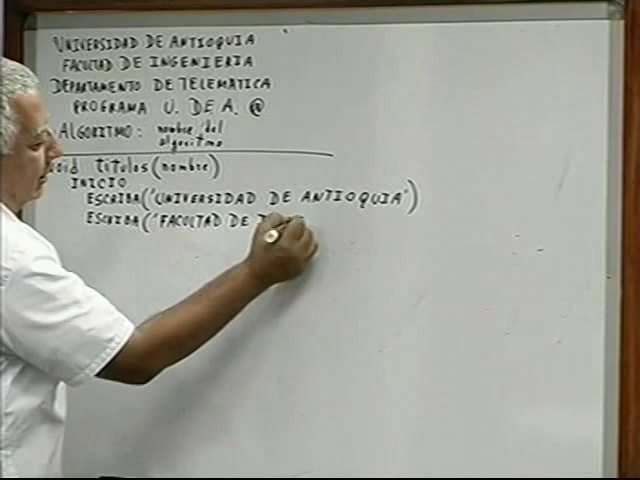 UNIVERSIDAD DE ANTIOQUIA
FACULTAD DE INGENIERIA
DEPARTAMENTO DE TELEMATICA
PROGRAMA U. DE A. @
ALGORITMO: nombre del
algoritmo
void titulos(nombre)
INICIO
ESCRIBA("UNIVERSIDAD DE ANTIOQUIA")
ESCRIBA("FACULTAD DE